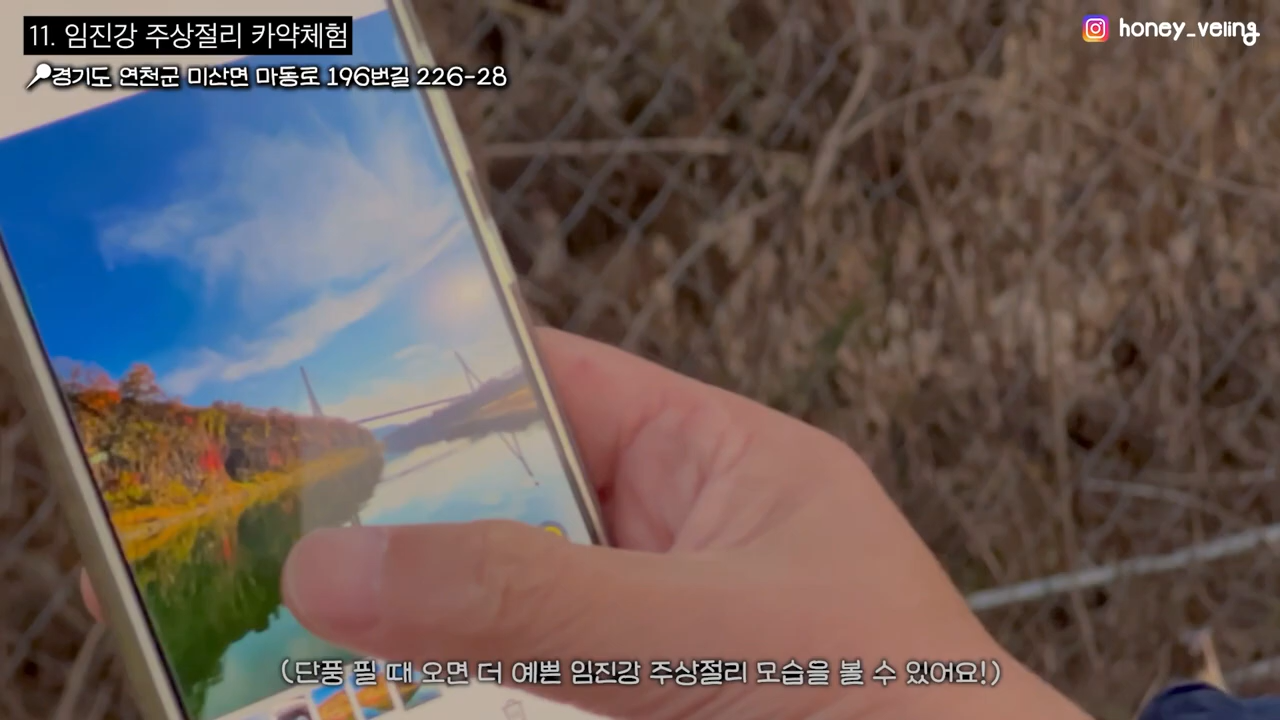 11. 임진강 주상절리 카약체험
경기도 연천군 미산면 마동로 196번길 226-28
honey_veling
(단풍 필 때 오면 더 예쁜 임진강 주상절리 모습을 볼 수 있어요!)